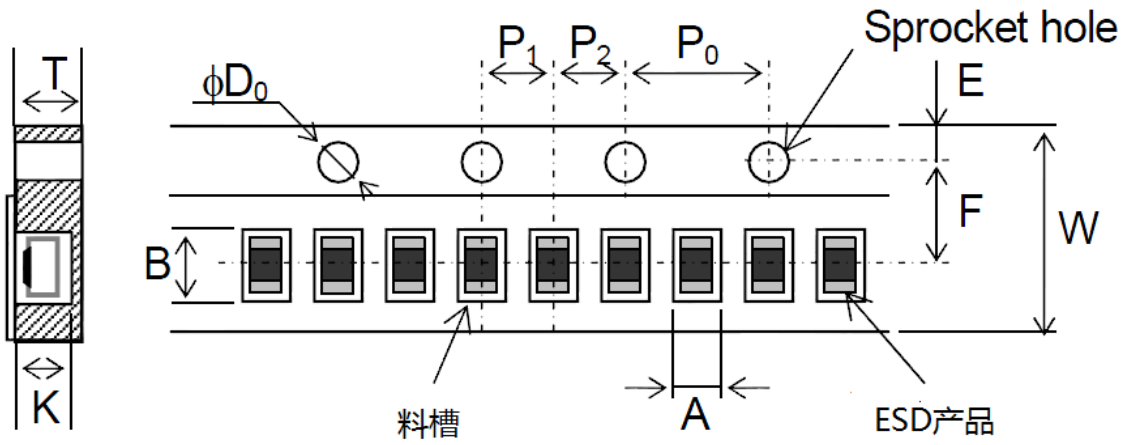 T
ϕD₀
P₁
P₂
P₀
Sprocket hole
E
F
W
B
K
料槽
A
ESD产品